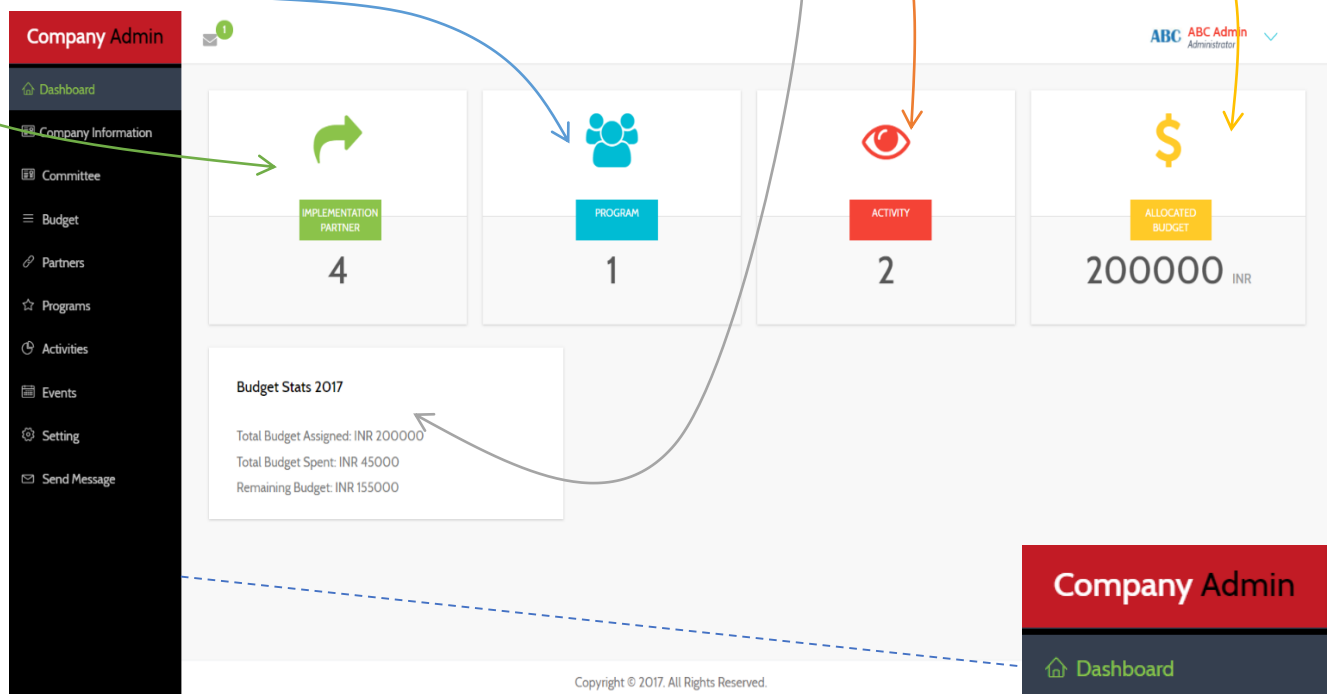 Company Admin
1
ABC ABC Admin
Administrator
Dashboard
Company Information
Committee
Budget
Partners
Programs
Activities
Events
Setting
Send Message
IMPLEMENTATION
PARTNER
4
PROGRAM
1
ACTIVITY
2
ALLOCATED
BUDGET
200000 INR
Budget Stats 2017
Total Budget Assigned: INR 200000
Total Budget Spent: INR 45000
Remaining Budget: INR 155000
Copyright © 2017. All Rights Reserved.
Company Admin
Dashboard